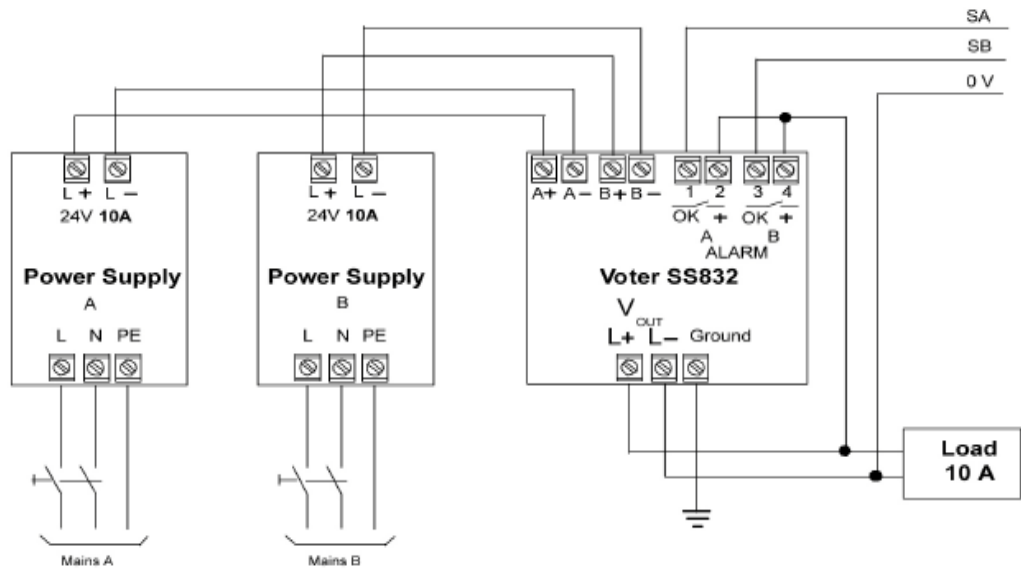 SA
SB
0 V
L + L −
24V 10A
Power Supply
A
L N PE
Mains A
L + L −
24V 10A
Power Supply
B
L N PE
Mains B
A+ A− B+ B− 1 2 3 4
OK + OK +
A B
ALARM
Voter SS832
V OUT
L+ L− Ground
Load
10 A